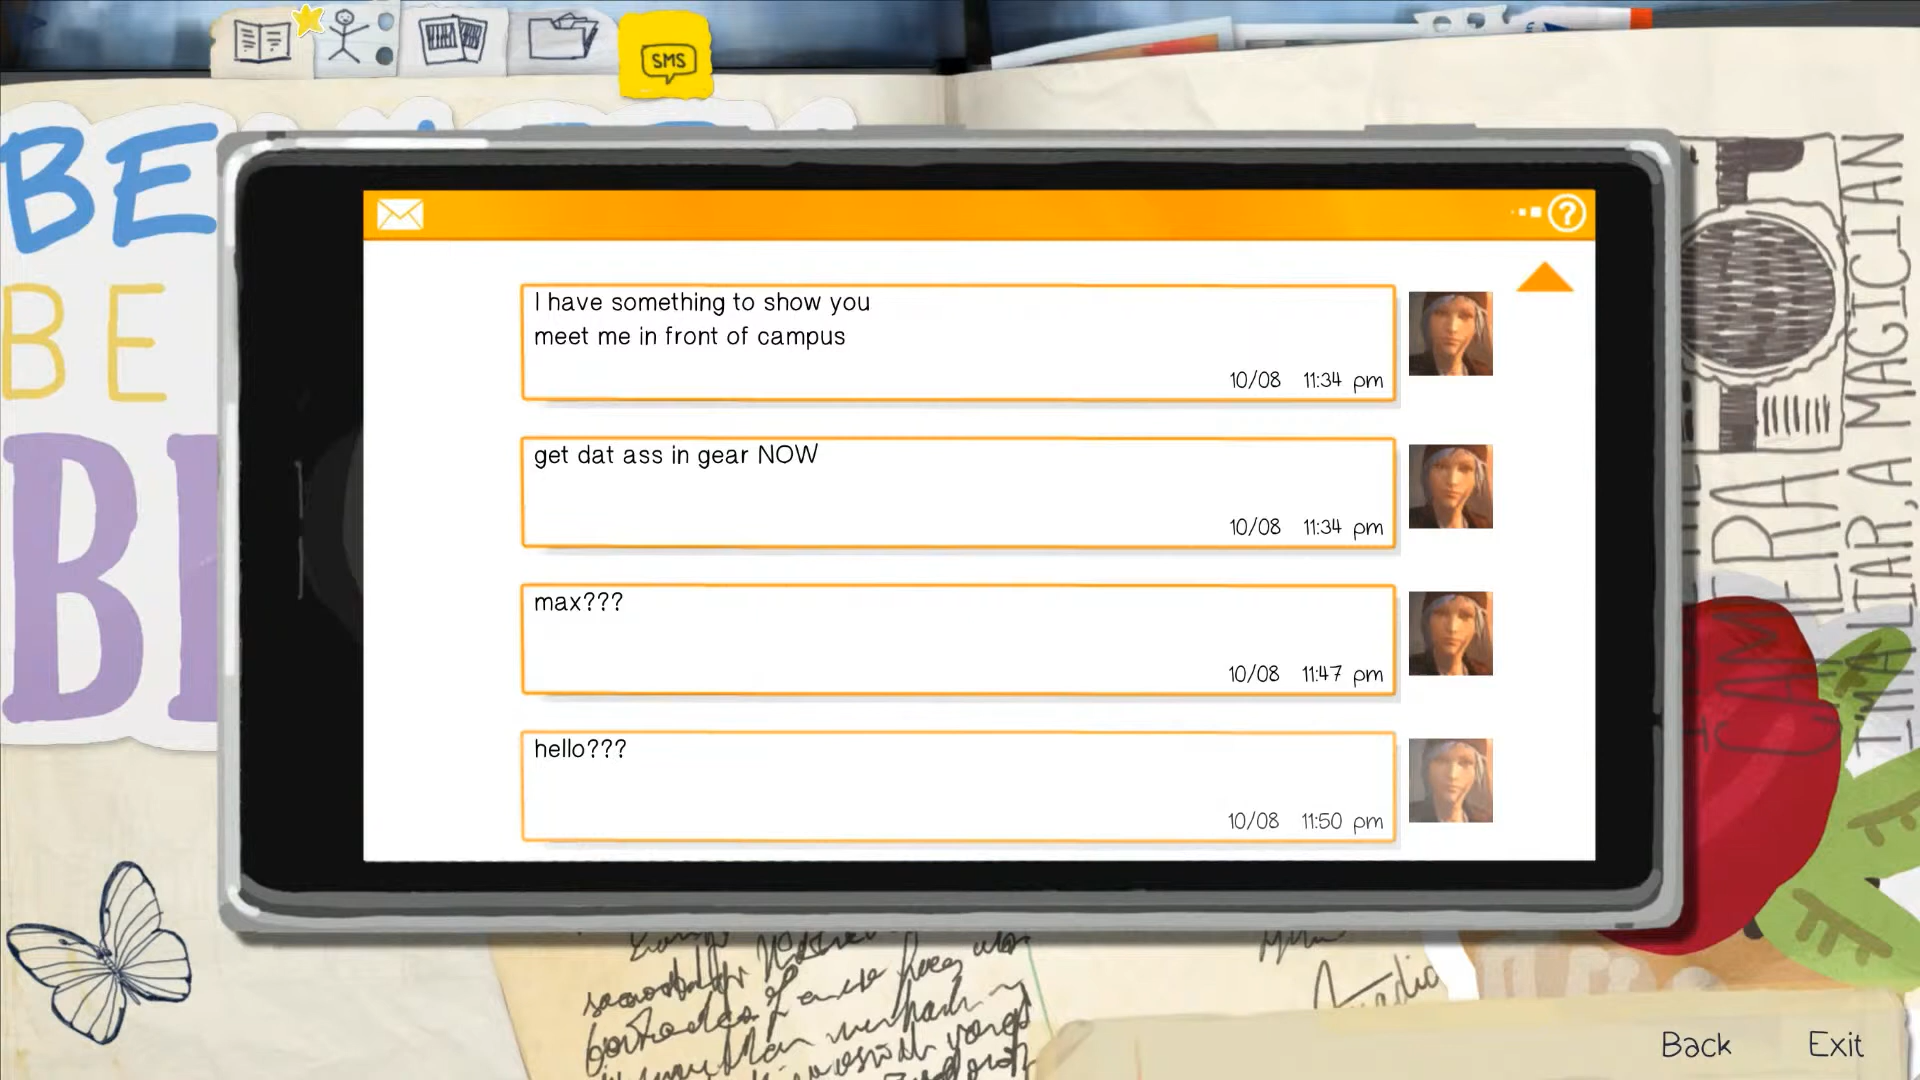 SMS
BE
BE
I have something to show you
meet me in front of campus
10/08 11:34 pm
get dat ass in gear NOW
10/08 11:34 pm
max???
10/08 11:47 pm
hello???
10/08 11:50 pm
CAMERA
LIAR, A MAGICIAN
Back
Exit